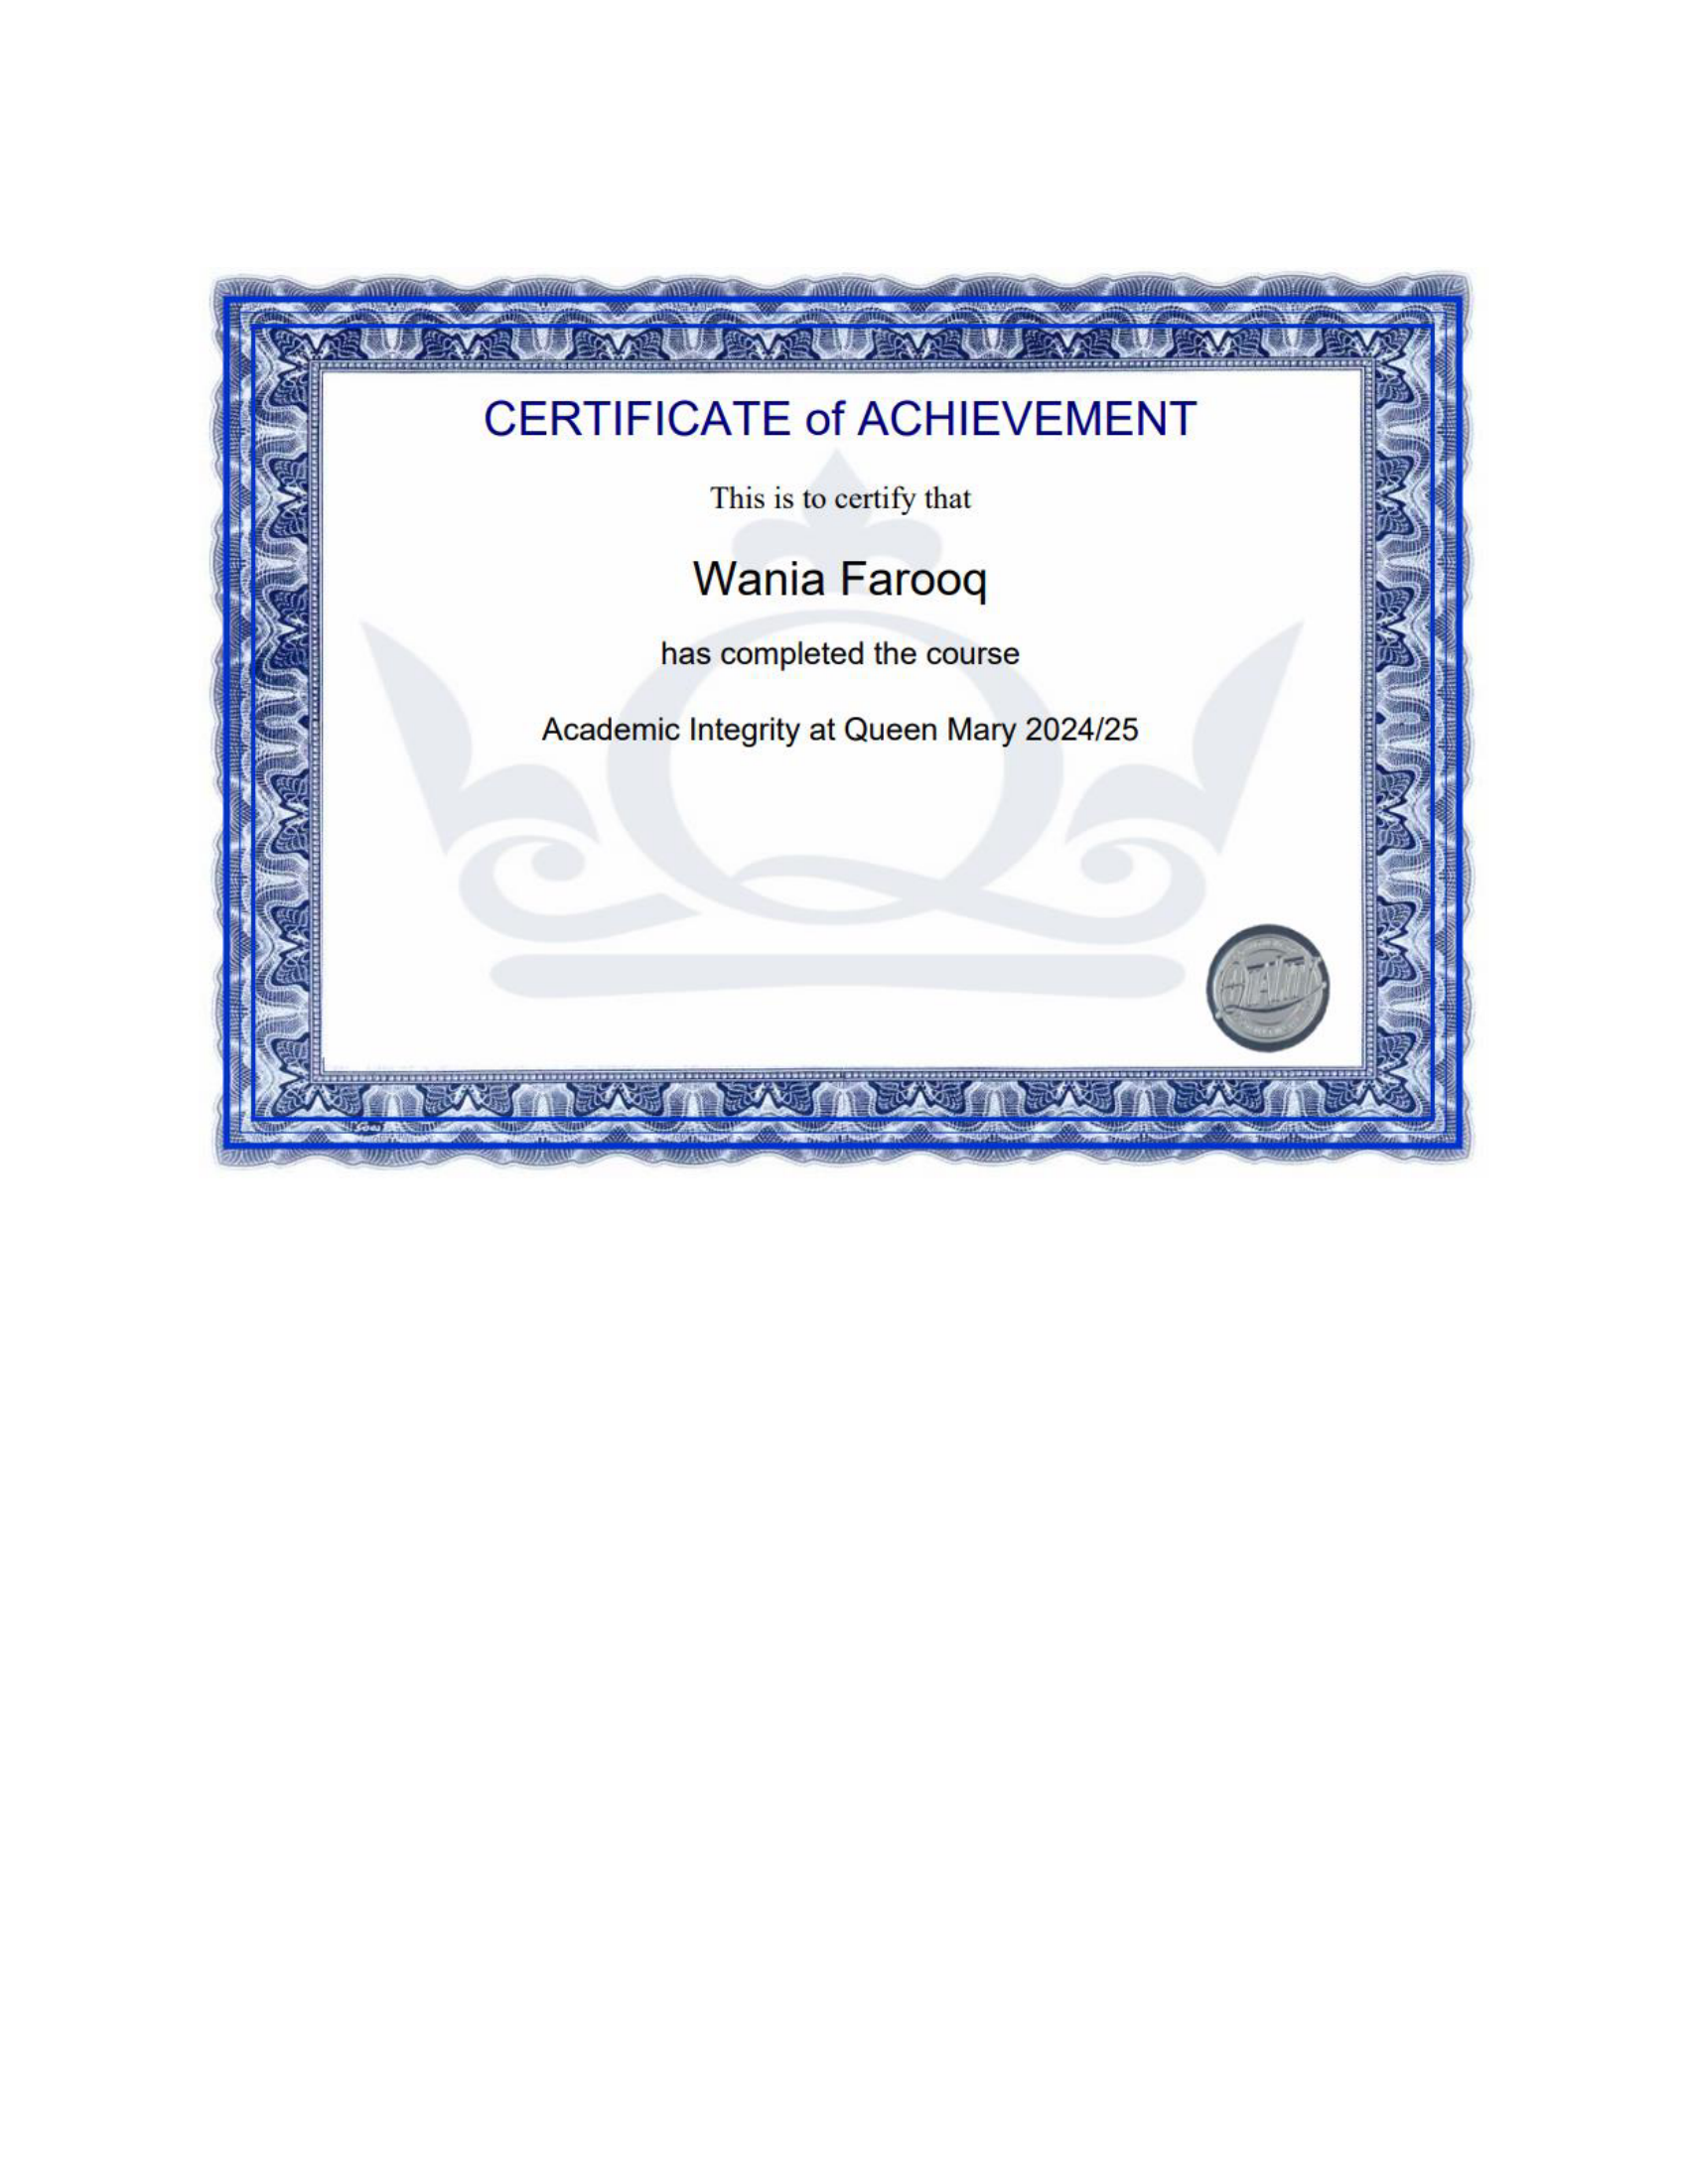 CERTIFICATE of ACHIEVEMENT
This is to certify that
Wania Farooq
has completed the course
Academic Integrity at Queen Mary 2024/25